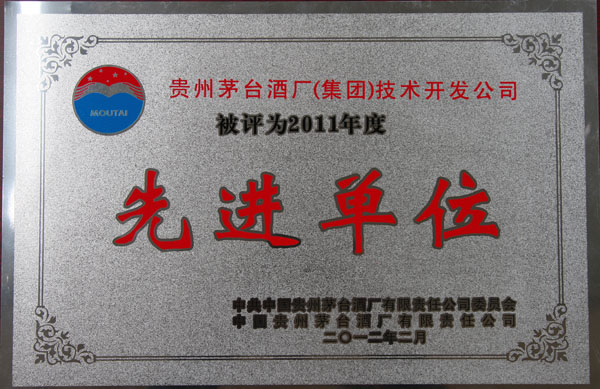 MOUTAI
贵州茅台酒厂(集团)技术开发公司
被评为2011年度
先进单位
中共中国贵州茅台酒厂有限责任公司委员会
中国贵州茅台酒厂有限责任公司
二〇一二年二月